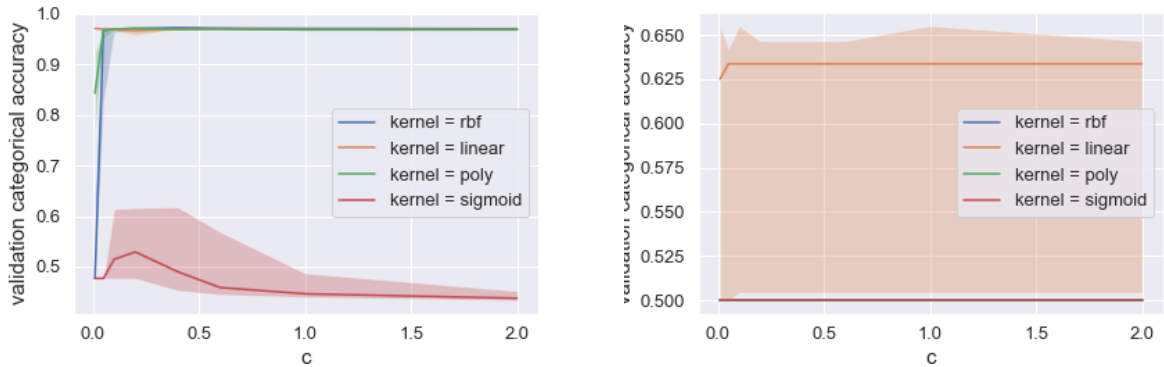 1.0
0.9
0.8
0.7
0.6
0.5
validation categorical accuracy
kernel = rbf
kernel = linear
kernel = poly
kernel = sigmoid
0.0 0.5 1.0 1.5 2.0
c
0.650
0.625
0.600
0.575
0.550
0.525
0.500
validation categorical accuracy
kernel = rbf
kernel = linear
kernel = poly
kernel = sigmoid
0.0 0.5 1.0 1.5 2.0
c